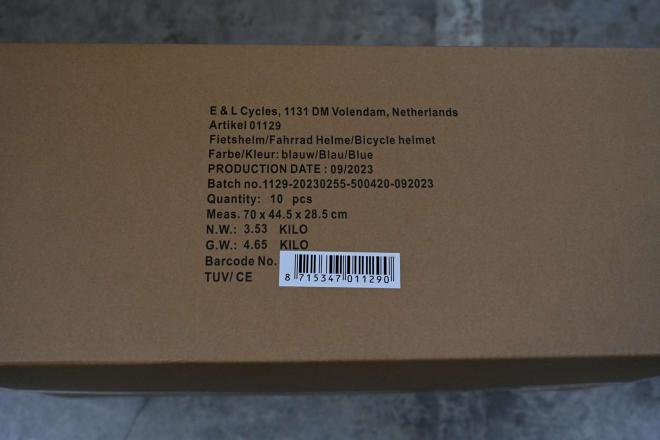 E & L Cycles, 1131 DM Volendam, Netherlands
Artikel 01129
Fietshelm/Fahrrad Helme/Bicycle helmet
Farbe/Kleur: blauw/Blau/Blue
PRODUCTION DATE : 09/2023
Batch no.1129-20230255-500420-092023
Quantity: 10 pcs
Meas. 70 x 44.5 x 28.5 cm
N.W.: 3.53 KILO
G.W.: 4.65 KILO
Barcode No.
TUV/ CE
8 715347 011290